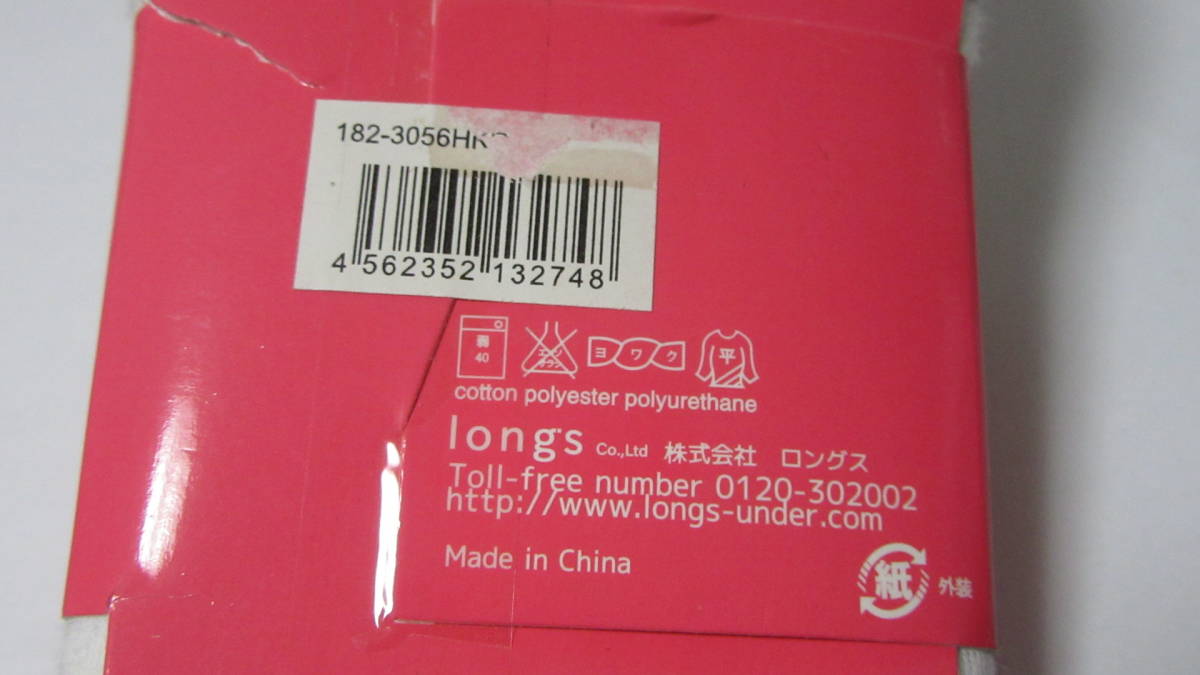 182-3056HK
4 562352 132748
弱
40
エンソ
サラシ
ヨワク
平
cotton polyester polyurethane
longs Co.,Ltd 株式会社 ロングス
Toll-free number 0120-302002
http://www.longs-under.com
Made in China
紙 外装